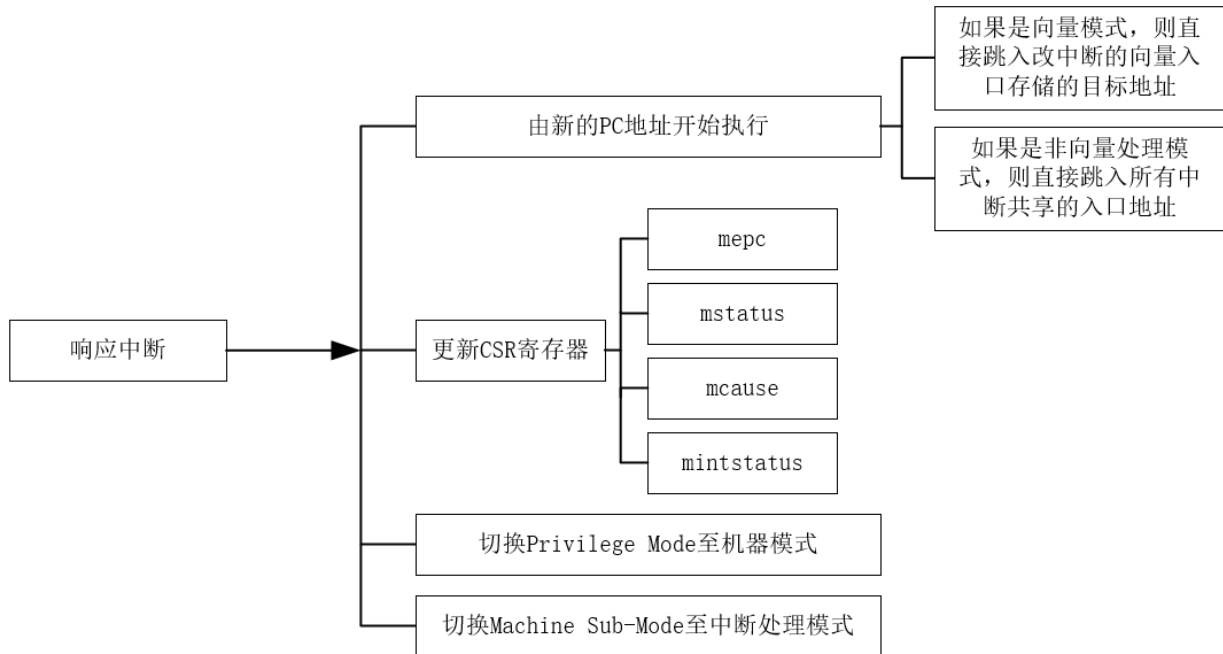 如果是向量模式，则直
接跳入改中断的向量入
口存储的目标地址
由新的PC地址开始执行
如果是非向量处理模
式，则直接跳入所有中
断共享的入口地址
mepc
mstatus
响应中断
更新CSR寄存器
mcause
mintstatus
切换Privilege Mode至机器模式
切换Machine Sub-Mode至中断处理模式